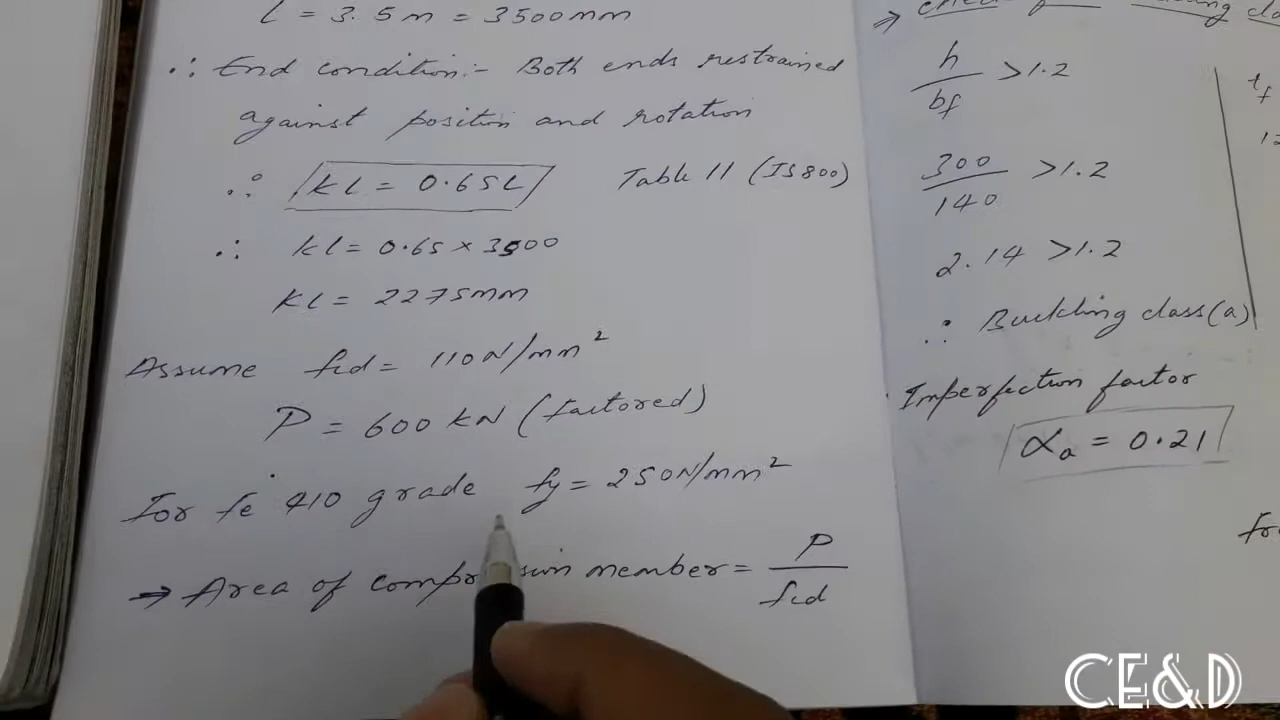 l = 3.5m = 3500mm
∴ End condition:- Both ends restrained
against position and rotation
∴ kl = 0.65L Table 11 (IS800)
∴ kl = 0.65 × 3500
kl = 2275mm
Assume fcd = 110N/mm²
P = 600 kN (factored)
For fe 410 grade fy = 250N/mm²
→ Area of member = P/fcd
h/bf > 1.2
300/140 > 1.2
2.14 > 1.2
∴ Buckling class(a)
Imperfection factor
αa = 0.21
tf
CE&D